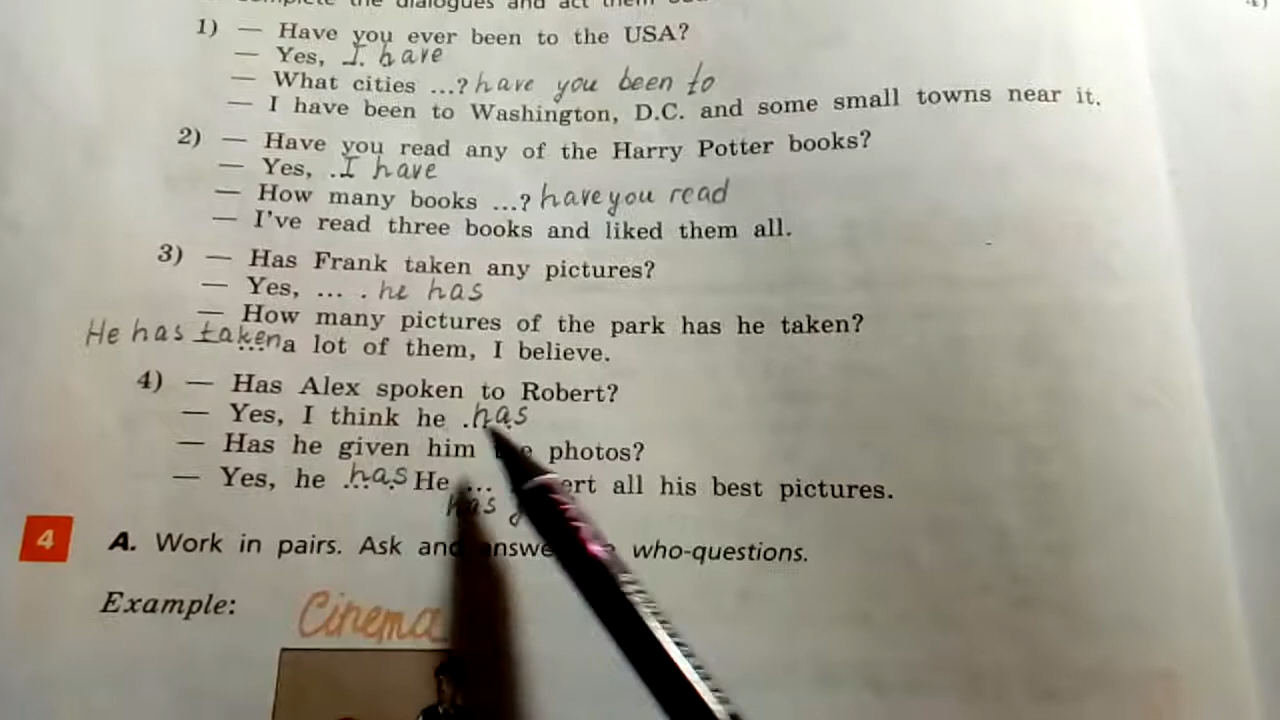 1) — Have you ever been to the USA?
— Yes, I have
— What cities ...? have you been to
— I have been to Washington, D.C. and some small towns near it.
2) — Have you read any of the Harry Potter books?
— Yes, .I have
— How many books ...? have you read
— I've read three books and liked them all.
3) — Has Frank taken any pictures?
— Yes, ... . he has
— How many pictures of the park has he taken?
He has taken ... a lot of them, I believe.
4) — Has Alex spoken to Robert?
— Yes, I think he .has
— Has he given him photos?
— Yes, he has He ... all his best pictures.
has
4 A. Work in pairs. Ask and who-questions.
Example: Cinema